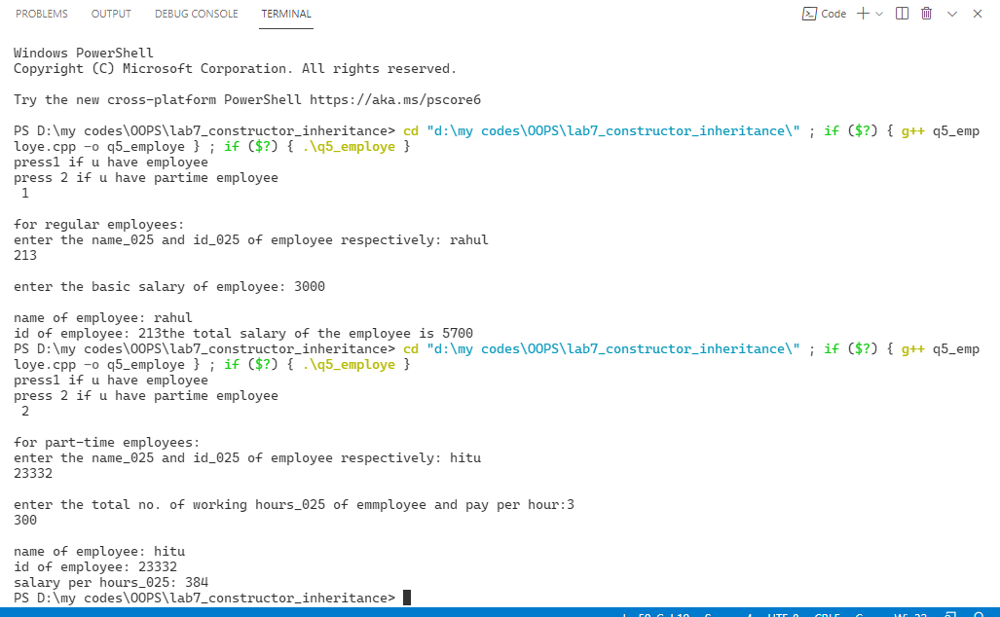 PROBLEMS OUTPUT DEBUG CONSOLE TERMINAL Code
Windows PowerShell
Copyright (C) Microsoft Corporation. All rights reserved.
Try the new cross-platform PowerShell https://aka.ms/pscore6
PS D:\my codes\OOPS\lab7_constructor_inheritance> cd "d:\my codes\OOPS\lab7_constructor_inheritance\" ; if ($?) { g++ q5_emp
loye.cpp -o q5_employe } ; if ($?) { .\q5_employe }
press1 if u have employee
press 2 if u have partime employee
1
for regular employees:
enter the name_025 and id_025 of employee respectively: rahul
213
enter the basic salary of employee: 3000
name of employee: rahul
id of employee: 213the total salary of the employee is 5700
PS D:\my codes\OOPS\lab7_constructor_inheritance> cd "d:\my codes\OOPS\lab7_constructor_inheritance\" ; if ($?) { g++ q5_emp
loye.cpp -o q5_employe } ; if ($?) { .\q5_employe }
press1 if u have employee
press 2 if u have partime employee
2
for part-time employees:
enter the name_025 and id_025 of employee respectively: hitu
23332
enter the total no. of working hours_025 of emmployee and pay per hour:3
300
name of employee: hitu
id of employee: 23332
salary per hours_025: 384
PS D:\my codes\OOPS\lab7_constructor_inheritance>